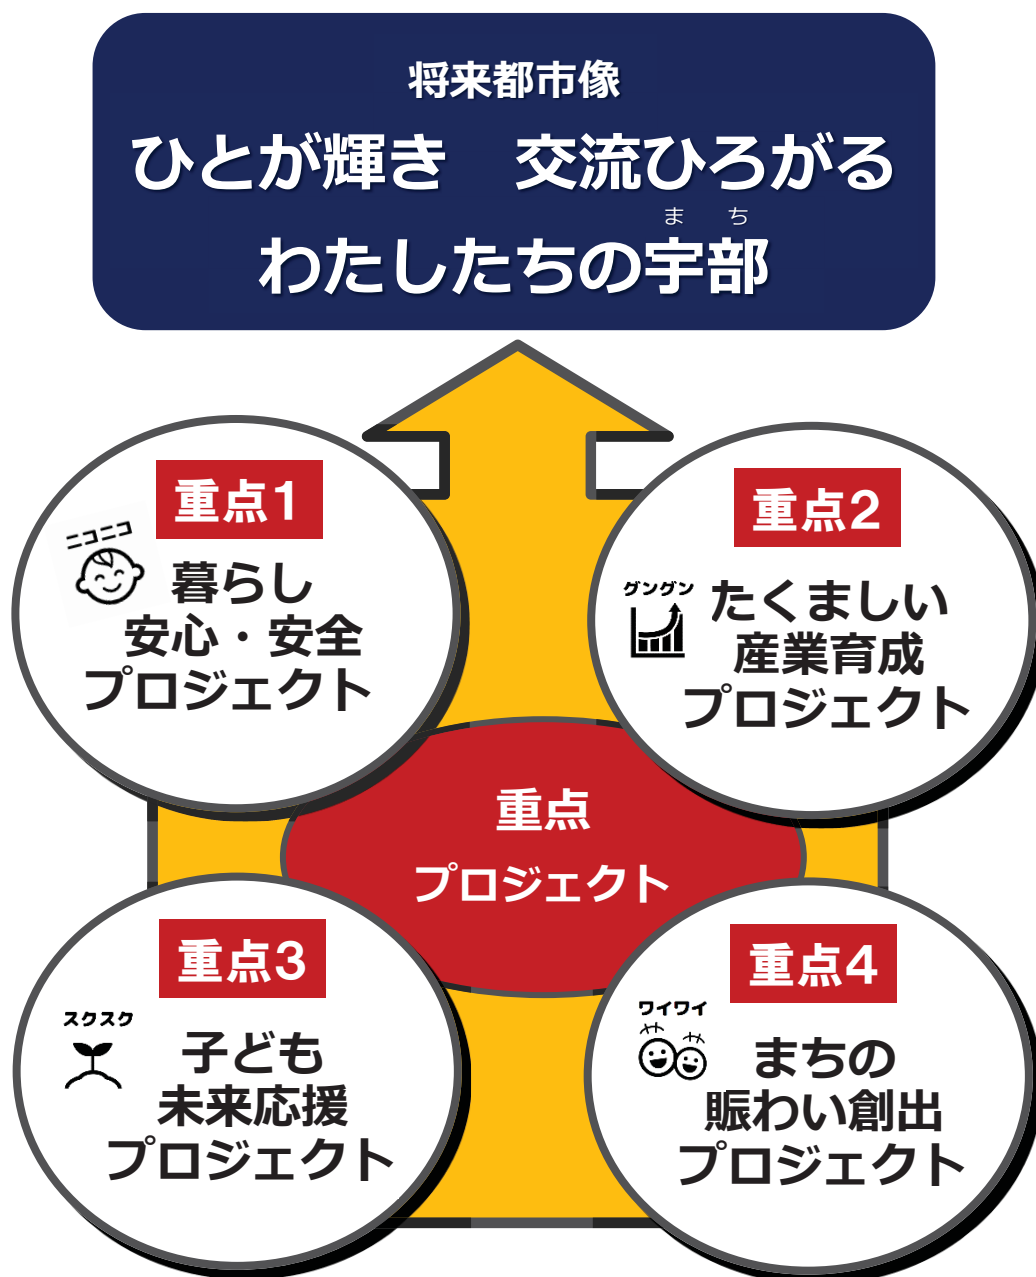 将来都市像
ひとが輝き　交流ひろがる
まち
わたしたちの宇部
重点1
ニコニコ
暮らし
安心・安全
プロジェクト
重点2
グングン
たくましい
産業育成
プロジェクト
重点
プロジェクト
重点3
スクスク
子ども
未来応援
プロジェクト
重点4
ワイワイ
まちの
賑わい創出
プロジェクト